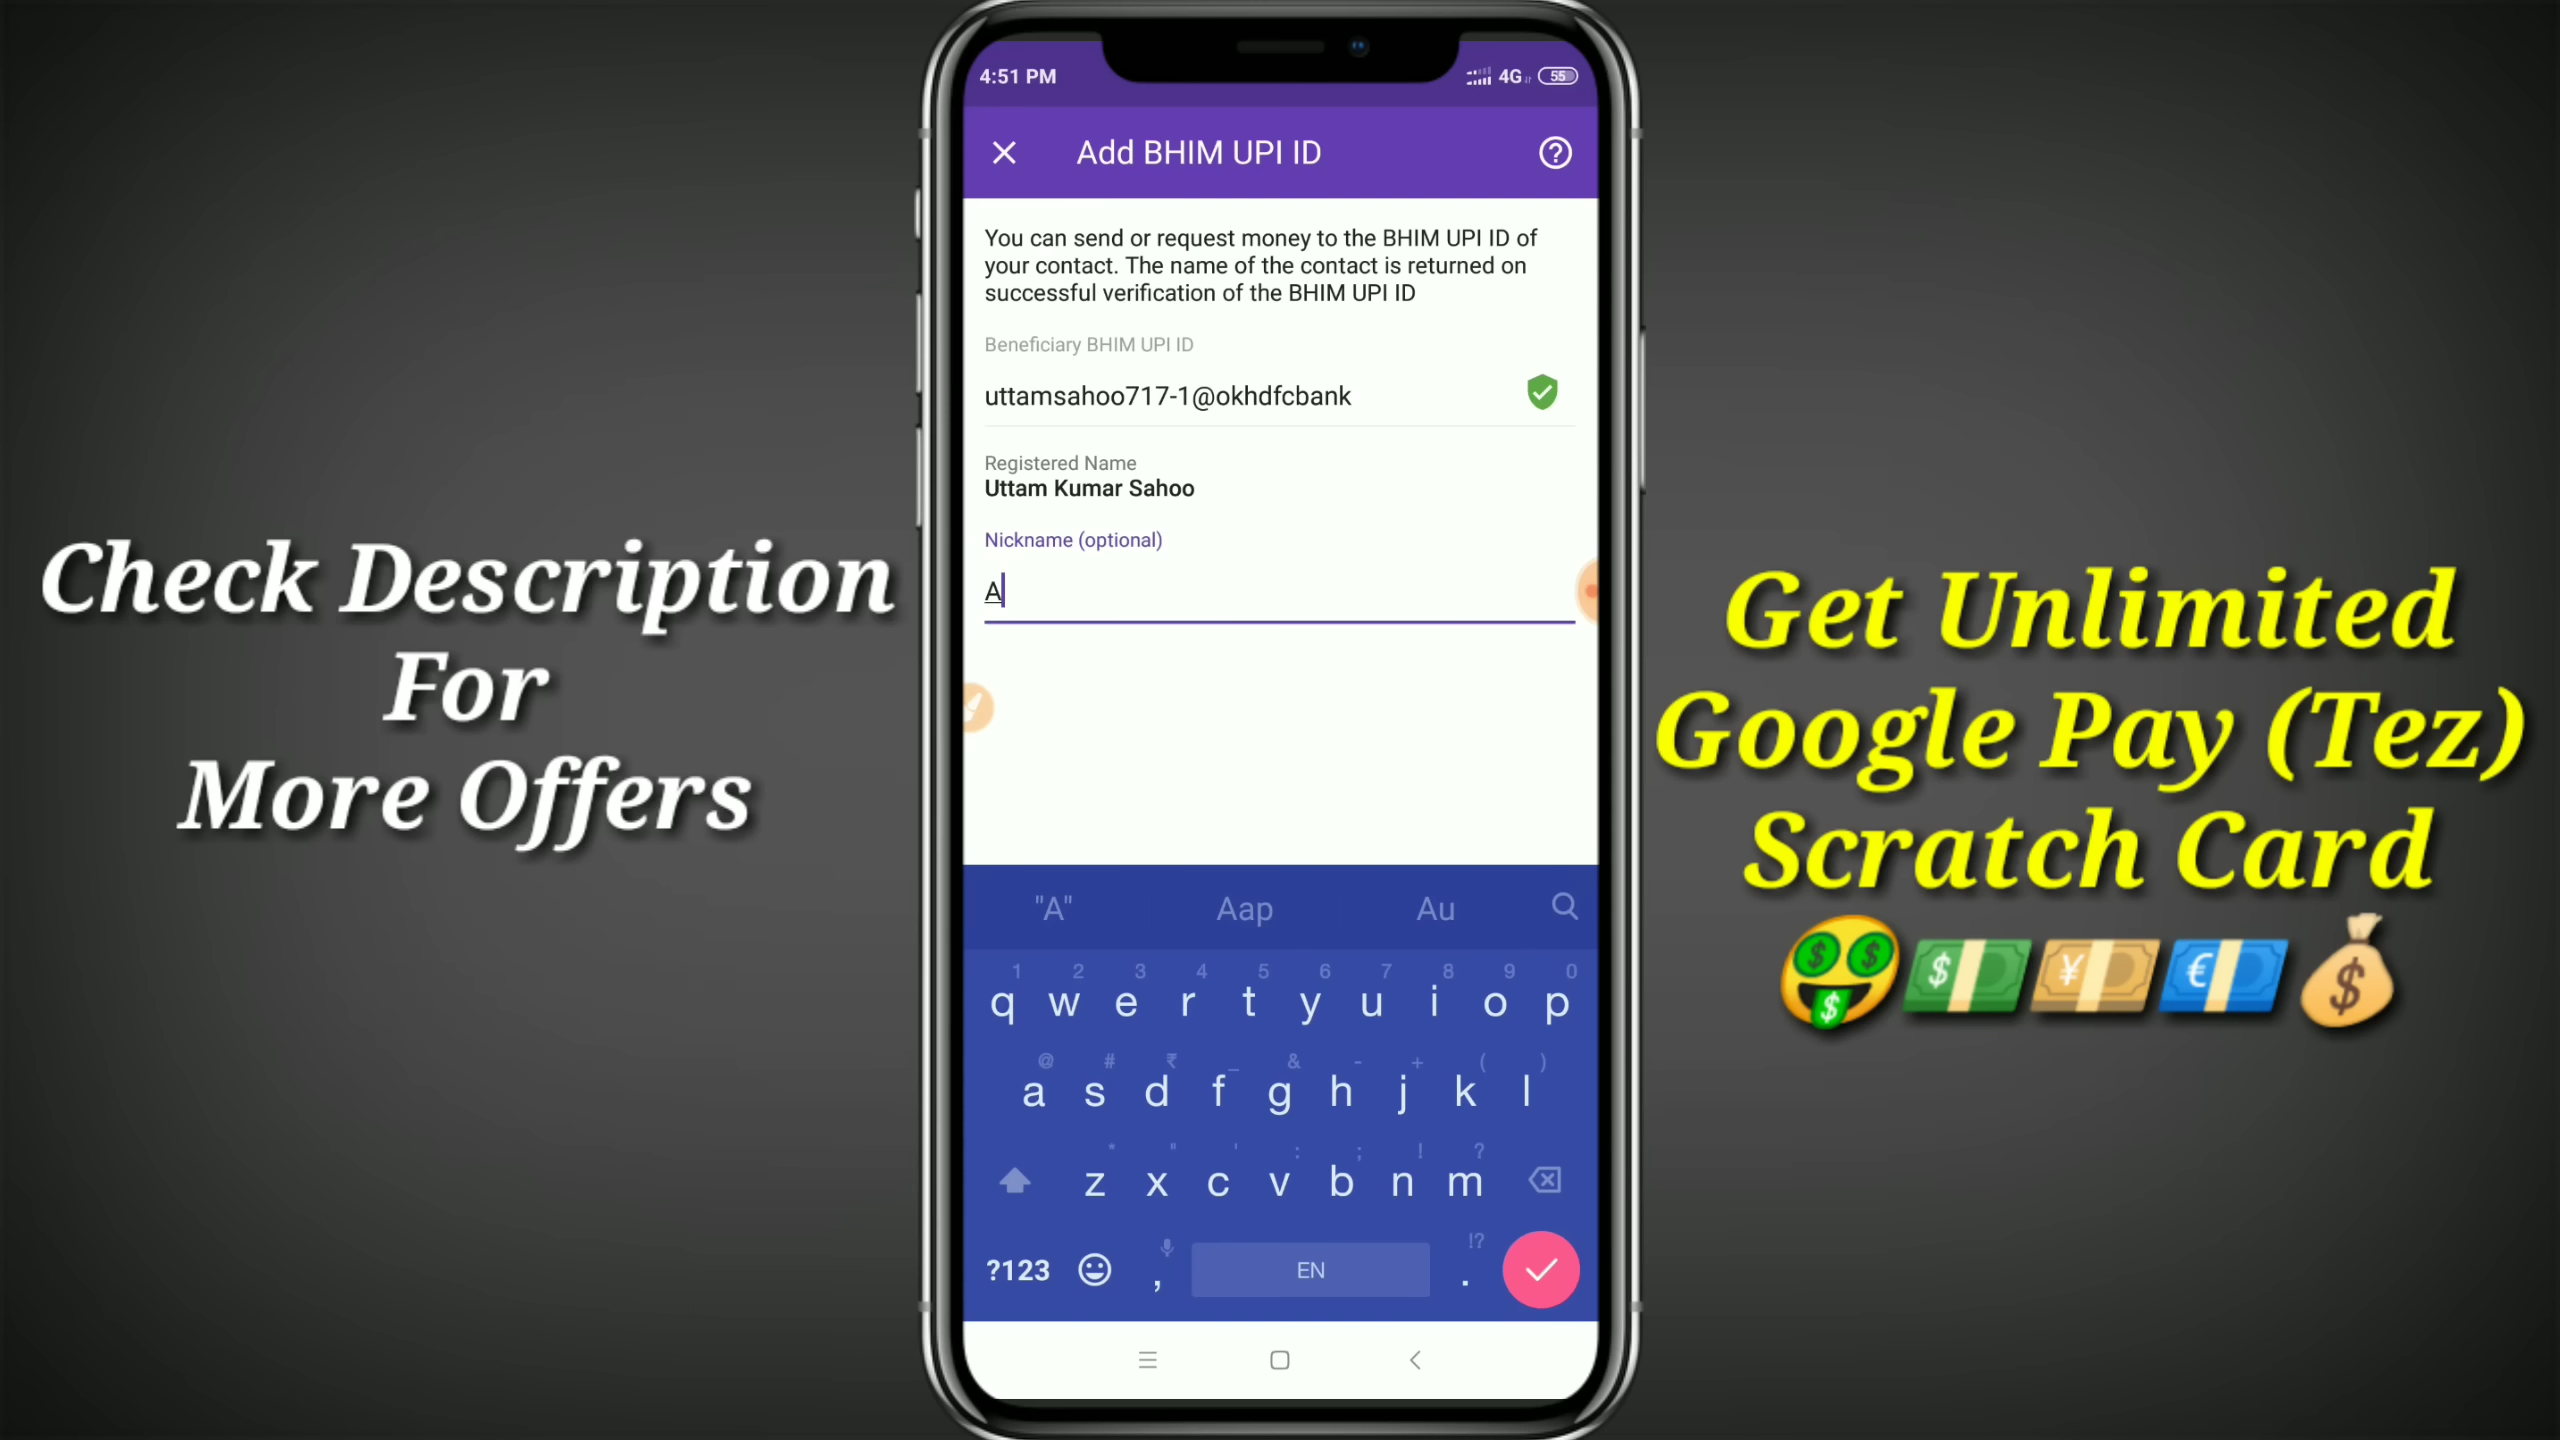 4:51 PM
4G
55
Add BHIM UPI ID
You can send or request money to the BHIM UPI ID of
your contact. The name of the contact is returned on
successful verification of the BHIM UPI ID
Beneficiary BHIM UPI ID
uttamsahoo717-1@okhdfcbank
Registered Name
Uttam Kumar Sahoo
Nickname (optional)
A
"A" Aap Au
1 2 3 4 5 6 7 8 9 0
q w e r t y u i o p
@ # ₹ _ & - + ( )
a s d f g h j k l
* " ' : ; ! ?
z x c v b n m
!?
?123 , EN .
Check Description
For
More Offers
Get Unlimited
Google Pay (Tez)
Scratch Card
🤑💵💴💶💰